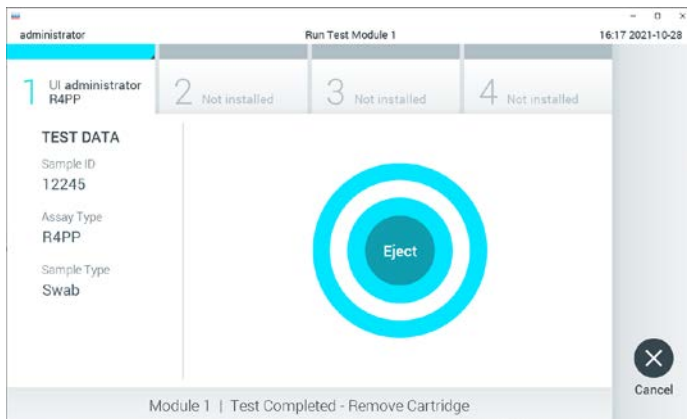 administrator Run Test Module 1 16:17 2021-10-28
1 UI administrator
R4PP
2 Not installed
3 Not installed
4 Not installed
TEST DATA
Sample ID
12245
Assay Type
R4PP
Sample Type
Swab
Eject
Cancel
Module 1 | Test Completed - Remove Cartridge